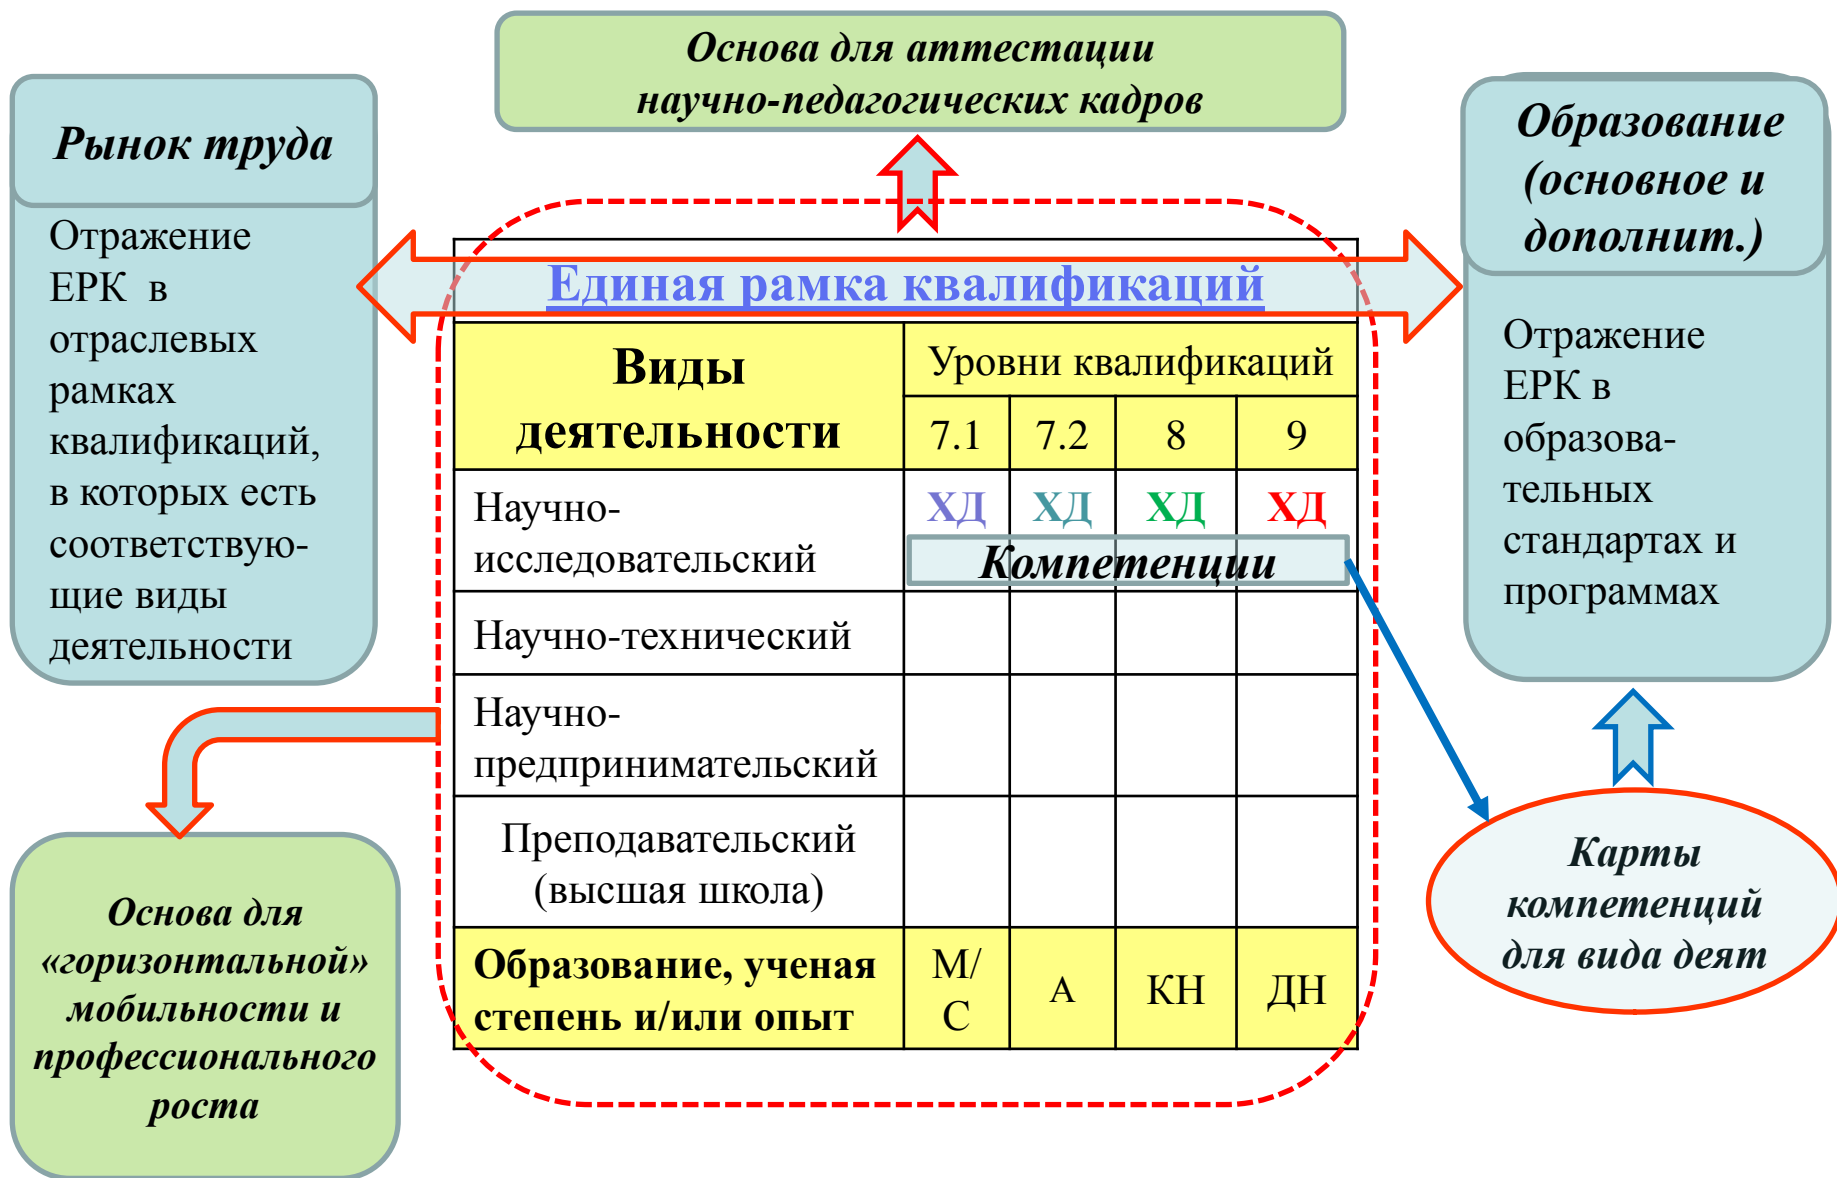 Основа для аттестации
научно-педагогических кадров
Рынок труда
Отражение
ЕРК в
отраслевых
рамках
квалификаций,
в которых есть
соответствую-
щие виды
деятельности
Образование
(основное и
дополнит.)
Отражение
ЕРК в
образова-
тельных
стандартах и
программах
Единая рамка квалификаций
Виды
деятельности
Уровни квалификаций
7.1 7.2 8 9
Научно-
исследовательский
ХД ХД ХД ХД
Компетенции
Научно-технический
Научно-
предпринимательский
Преподавательский
(высшая школа)
Образование, ученая
степень и/или опыт
М/
С
А
КН
ДН
Основа для
«горизонтальной»
мобильности и
профессионального
роста
Карты
компетенций
для вида деят